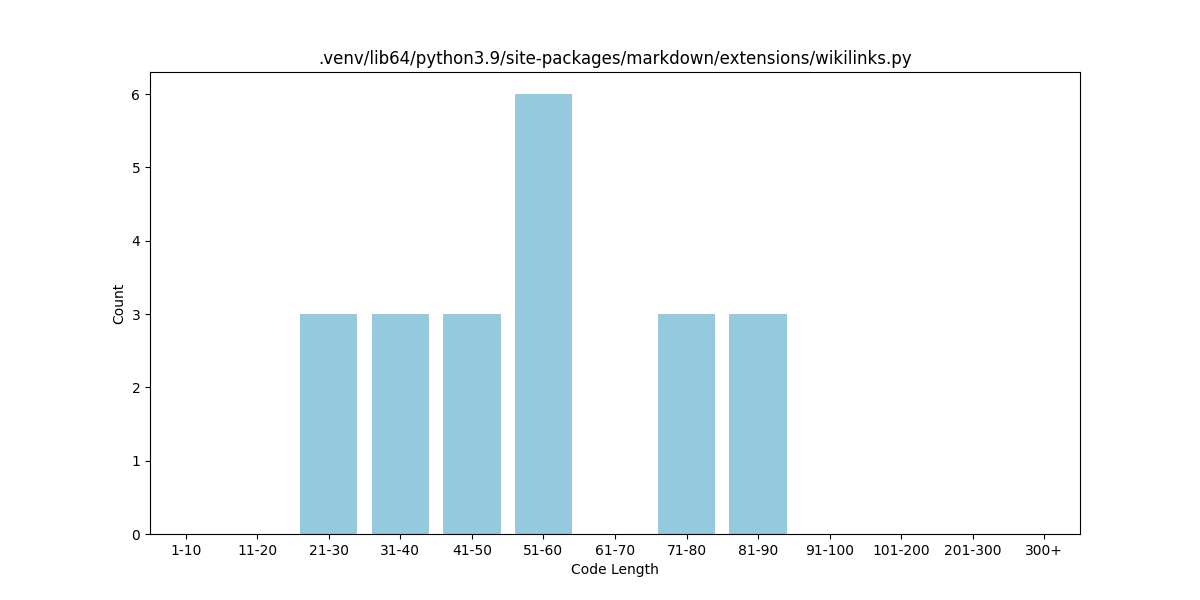 .venv/lib64/python3.9/site-packages/markdown/extensions/wikilinks.py
6
5
4
3
2
1
0
Count
1-10 11-20 21-30 31-40 41-50 51-60 61-70 71-80 81-90 91-100 101-200 201-300 300+
Code Length